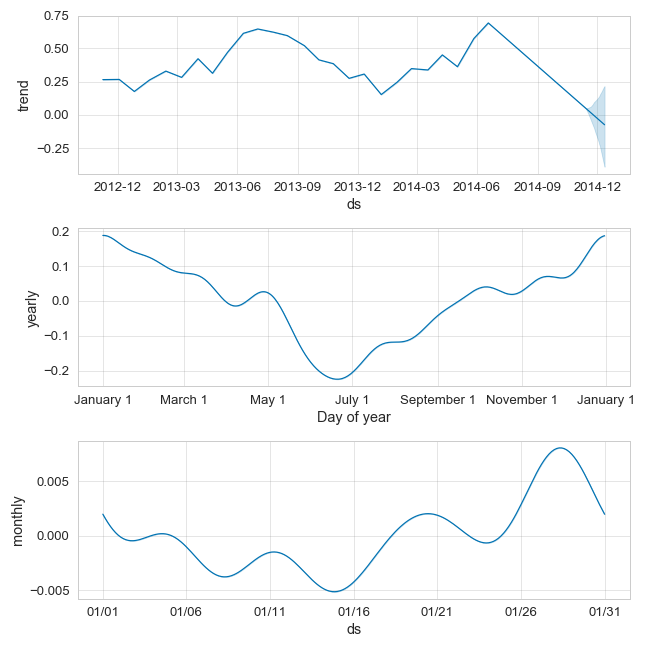 0.75
0.50
0.25
0.00
−0.25
trend
2012-12 2013-03 2013-06 2013-09 2013-12 2014-03 2014-06 2014-09 2014-12
ds
0.2
0.1
0.0
−0.1
−0.2
yearly
January 1 March 1 May 1 July 1 September 1 November 1 January 1
Day of year
0.005
0.000
−0.005
monthly
01/01 01/06 01/11 01/16 01/21 01/26 01/31
ds